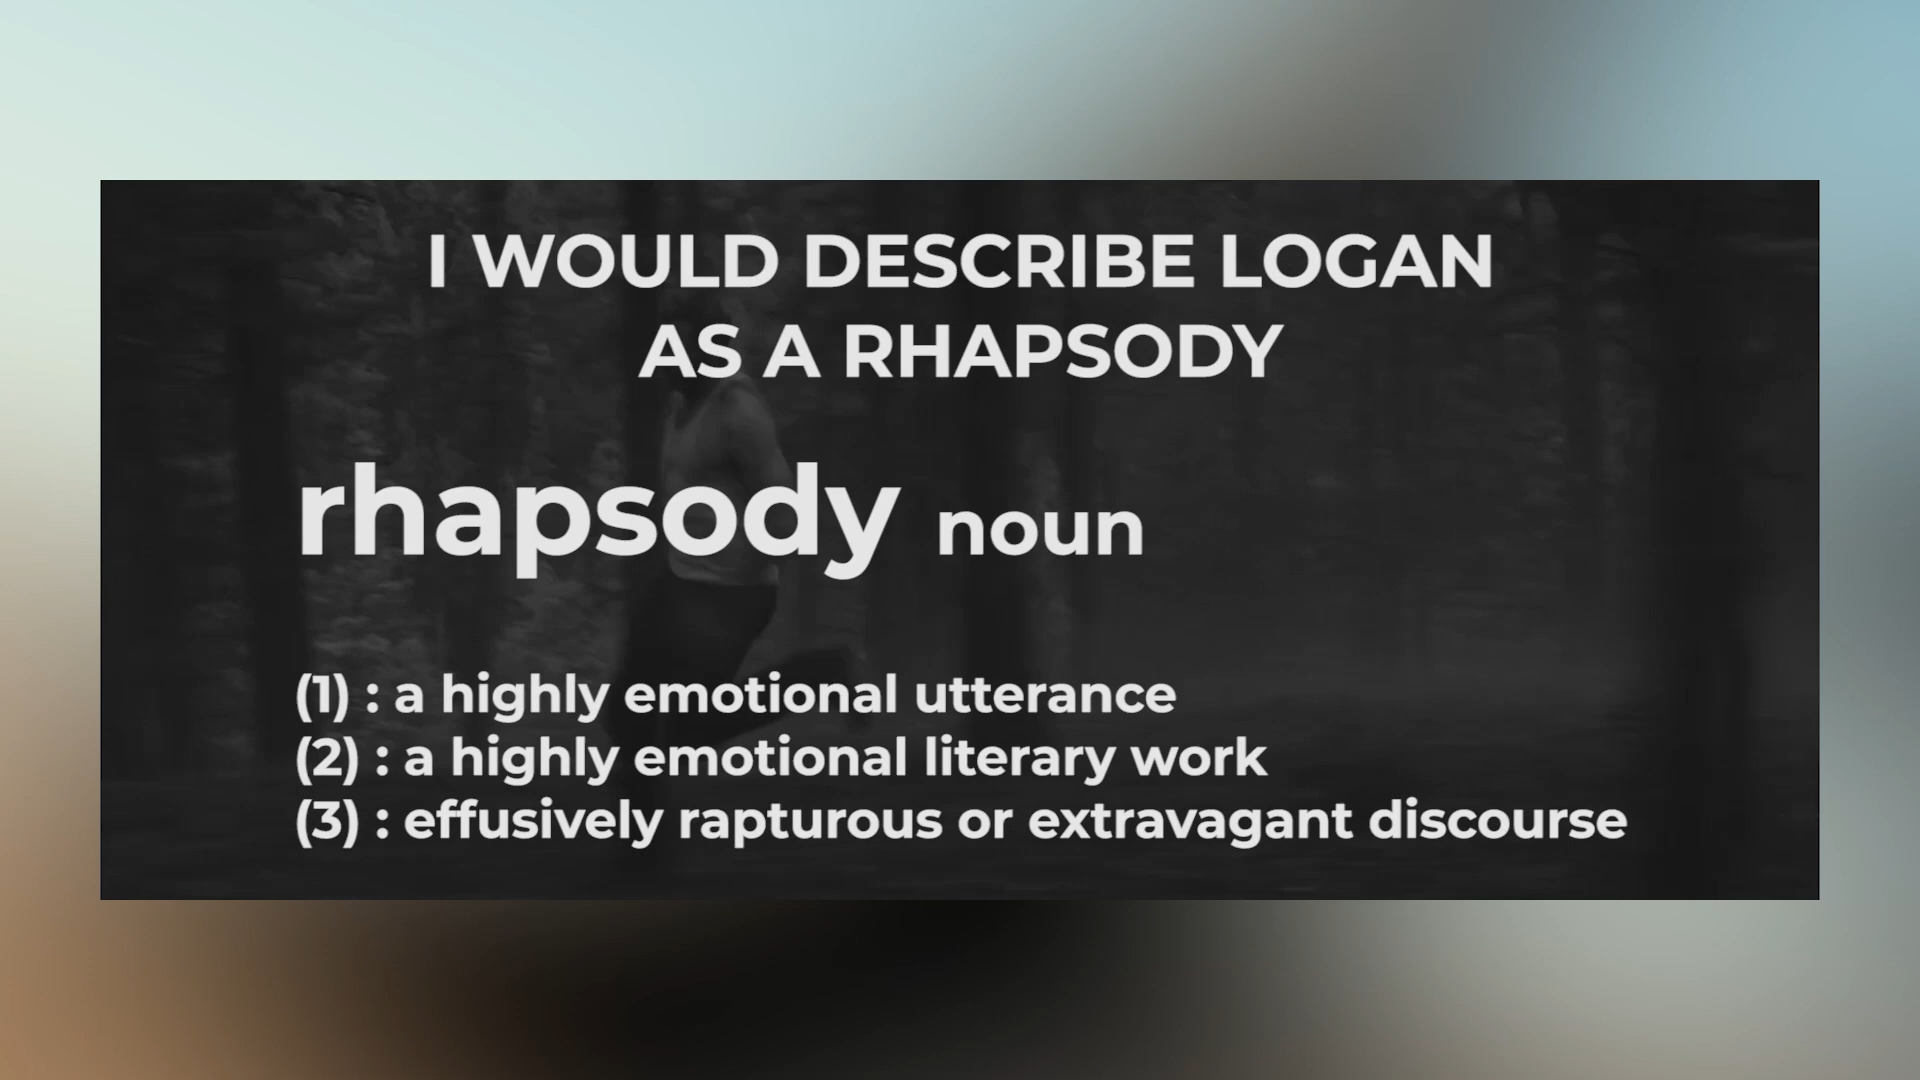 I WOULD DESCRIBE LOGAN
AS A RHAPSODY
rhapsody noun
(1) : a highly emotional utterance
(2) : a highly emotional literary work
(3) : effusively rapturous or extravagant discourse